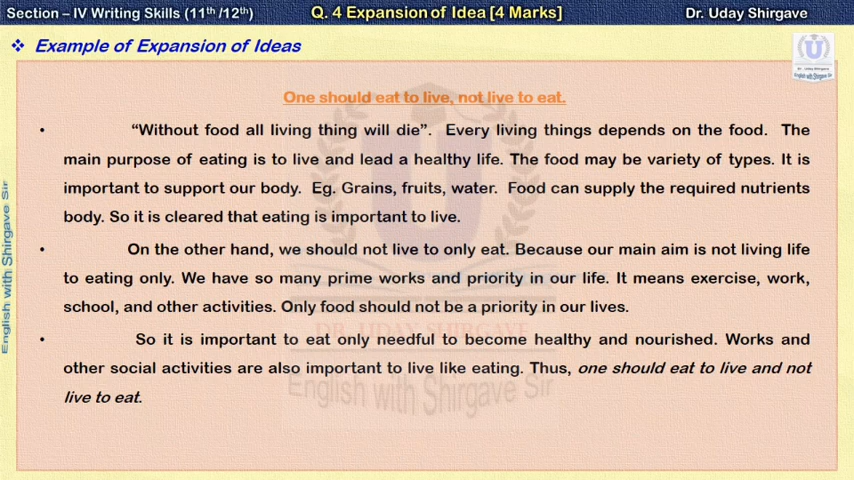 Section – IV Writing Skills (11th /12th) Q. 4 Expansion of Idea [4 Marks] Dr. Uday Shirgave
❖ Example of Expansion of Ideas
U
Dr. Uday Shirgave
English with Shirgave Sir
One should eat to live, not live to eat.
• “Without food all living thing will die”. Every living things depends on the food. The
main purpose of eating is to live and lead a healthy life. The food may be variety of types. It is
important to support our body. Eg. Grains, fruits, water. Food can supply the required nutrients
body. So it is cleared that eating is important to live.
• On the other hand, we should not live to only eat. Because our main aim is not living life
to eating only. We have so many prime works and priority in our life. It means exercise, work,
school, and other activities. Only food should not be a priority in our lives.
• So it is important to eat only needful to become healthy and nourished. Works and
other social activities are also important to live like eating. Thus, one should eat to live and not
live to eat.
English with Shirgave Sir
U
DR. UDAY SHIRGAVE
English with Shirgave Sir